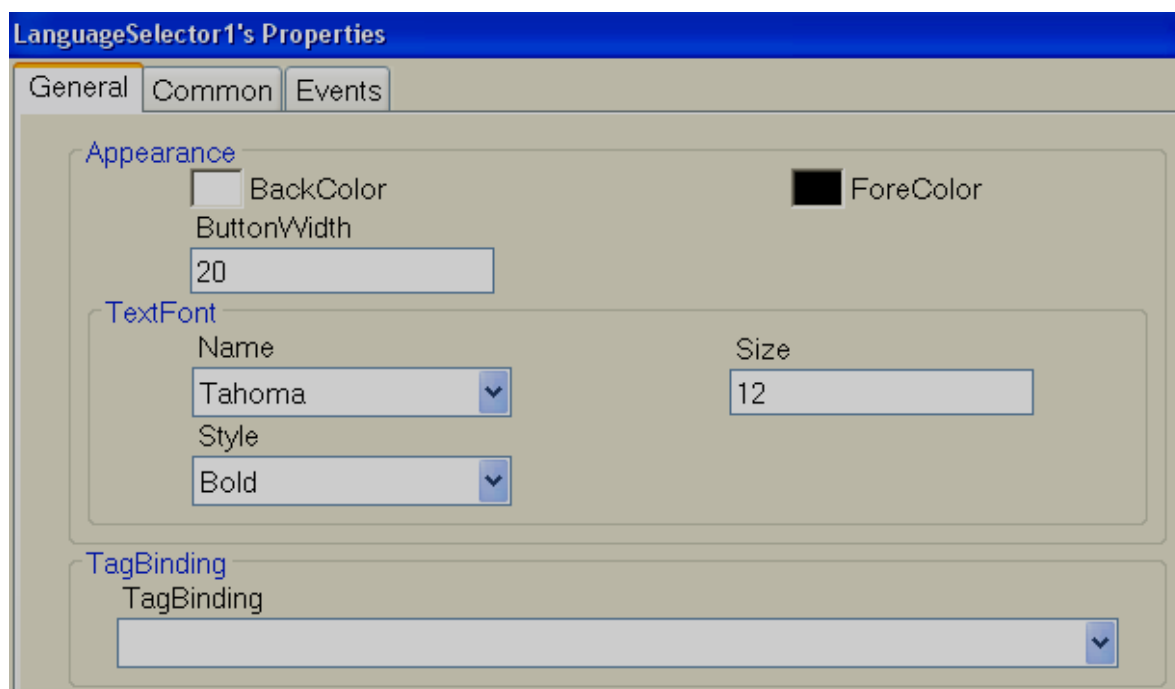 LanguageSelector1's Properties
General Common Events
Appearance
BackColor ForeColor
ButtonWidth
20
TextFont
Name Size
Tahoma 12
Style
Bold
TagBinding
TagBinding